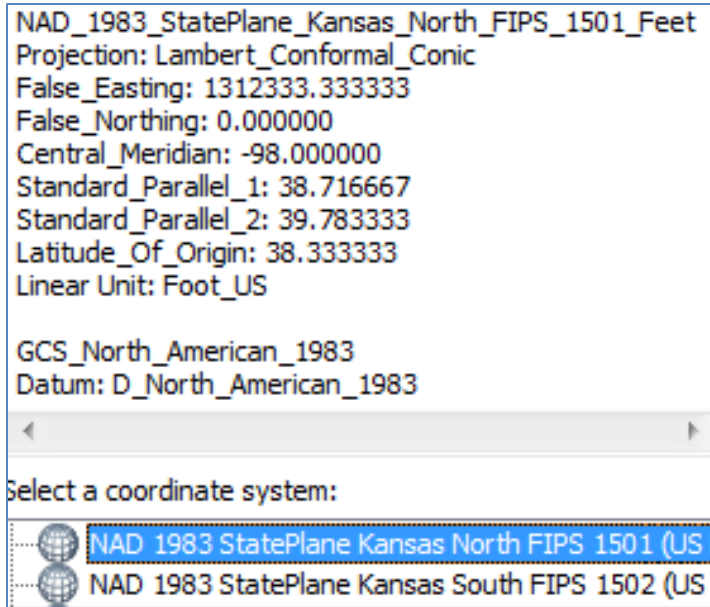 NAD_1983_StatePlane_Kansas_North_FIPS_1501_Feet
Projection: Lambert_Conformal_Conic
False_Easting: 1312333.333333
False_Northing: 0.000000
Central_Meridian: -98.000000
Standard_Parallel_1: 38.716667
Standard_Parallel_2: 39.783333
Latitude_Of_Origin: 38.333333
Linear Unit: Foot_US
GCS_North_American_1983
Datum: D_North_American_1983
Select a coordinate system:
NAD 1983 StatePlane Kansas North FIPS 1501 (US
NAD 1983 StatePlane Kansas South FIPS 1502 (US